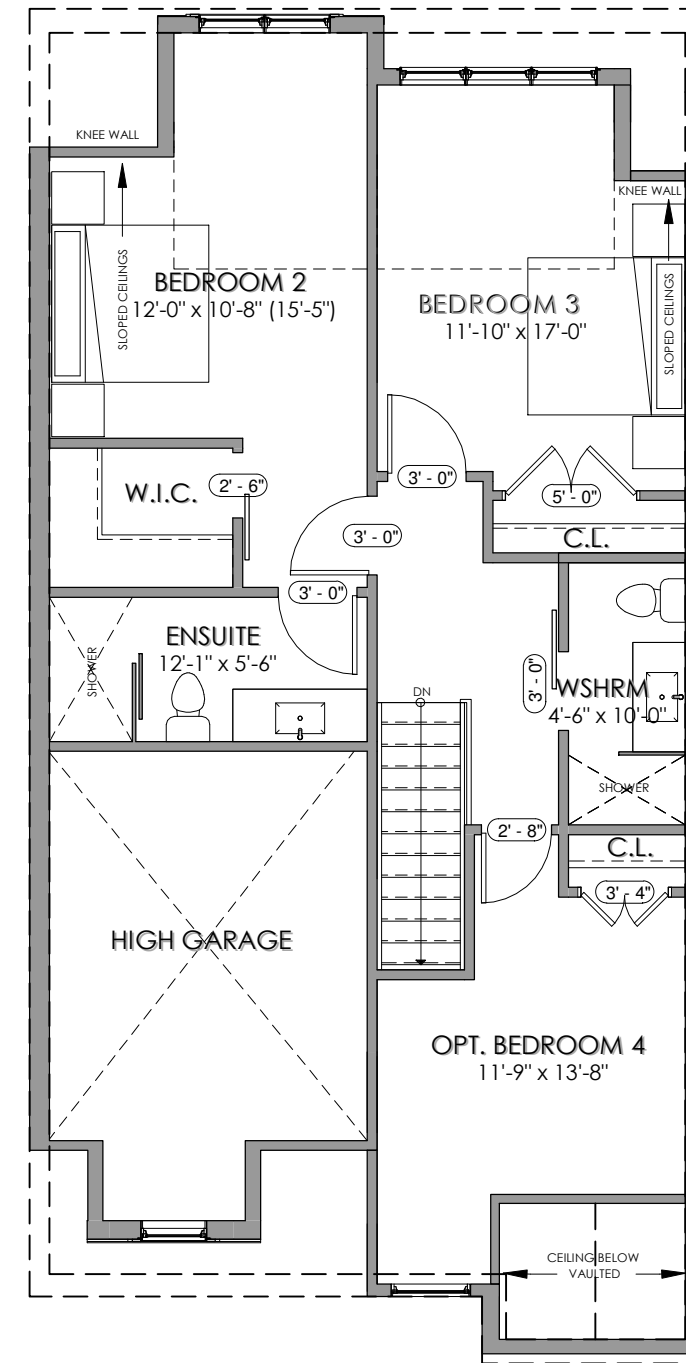 KNEE WALL
KNEE WALL
SLOPED CEILINGS
SLOPED CEILINGS
BEDROOM 2
12'-0" x 10'-8" (15'-5")
BEDROOM 3
11'-10" x 17'-0"
W.I.C.
2' - 6"
3' - 0"
5' - 0"
C.L.
3' - 0"
3' - 0"
ENSUITE
12'-1" x 5'-6"
SHOWER
3' - 0"
WSHRM
4'-6" x 10'-0"
DN
SHOWER
2' - 8"
C.L.
3' - 4"
HIGH GARAGE
OPT. BEDROOM 4
11'-9" x 13'-8"
CEILING BELOW
VAULTED